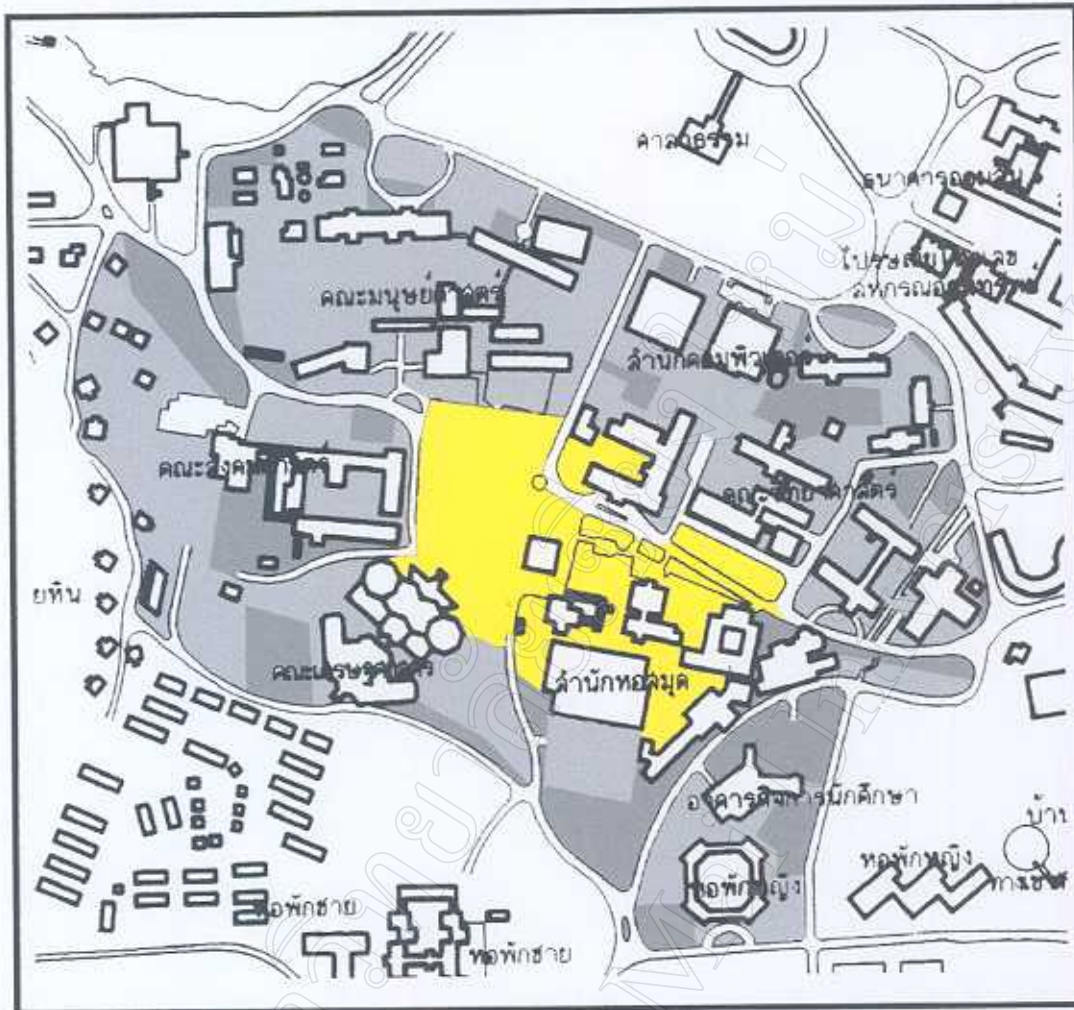 ศาลาธรรม
ธนาคารออมสิน
คณะมนุษย์ศาสตร์
สำนักคอมพิวเตอร์
คณะสังคมศาสตร์
คณะวิทยาศาสตร์
ยหิน
คณะเศรษฐศาสตร์
สำนักหอสมุด
อาคารกิจการนักศึกษา
บ้าน
หอพักหญิง
หอพักหญิง
หอพักชาย
หอพักชาย